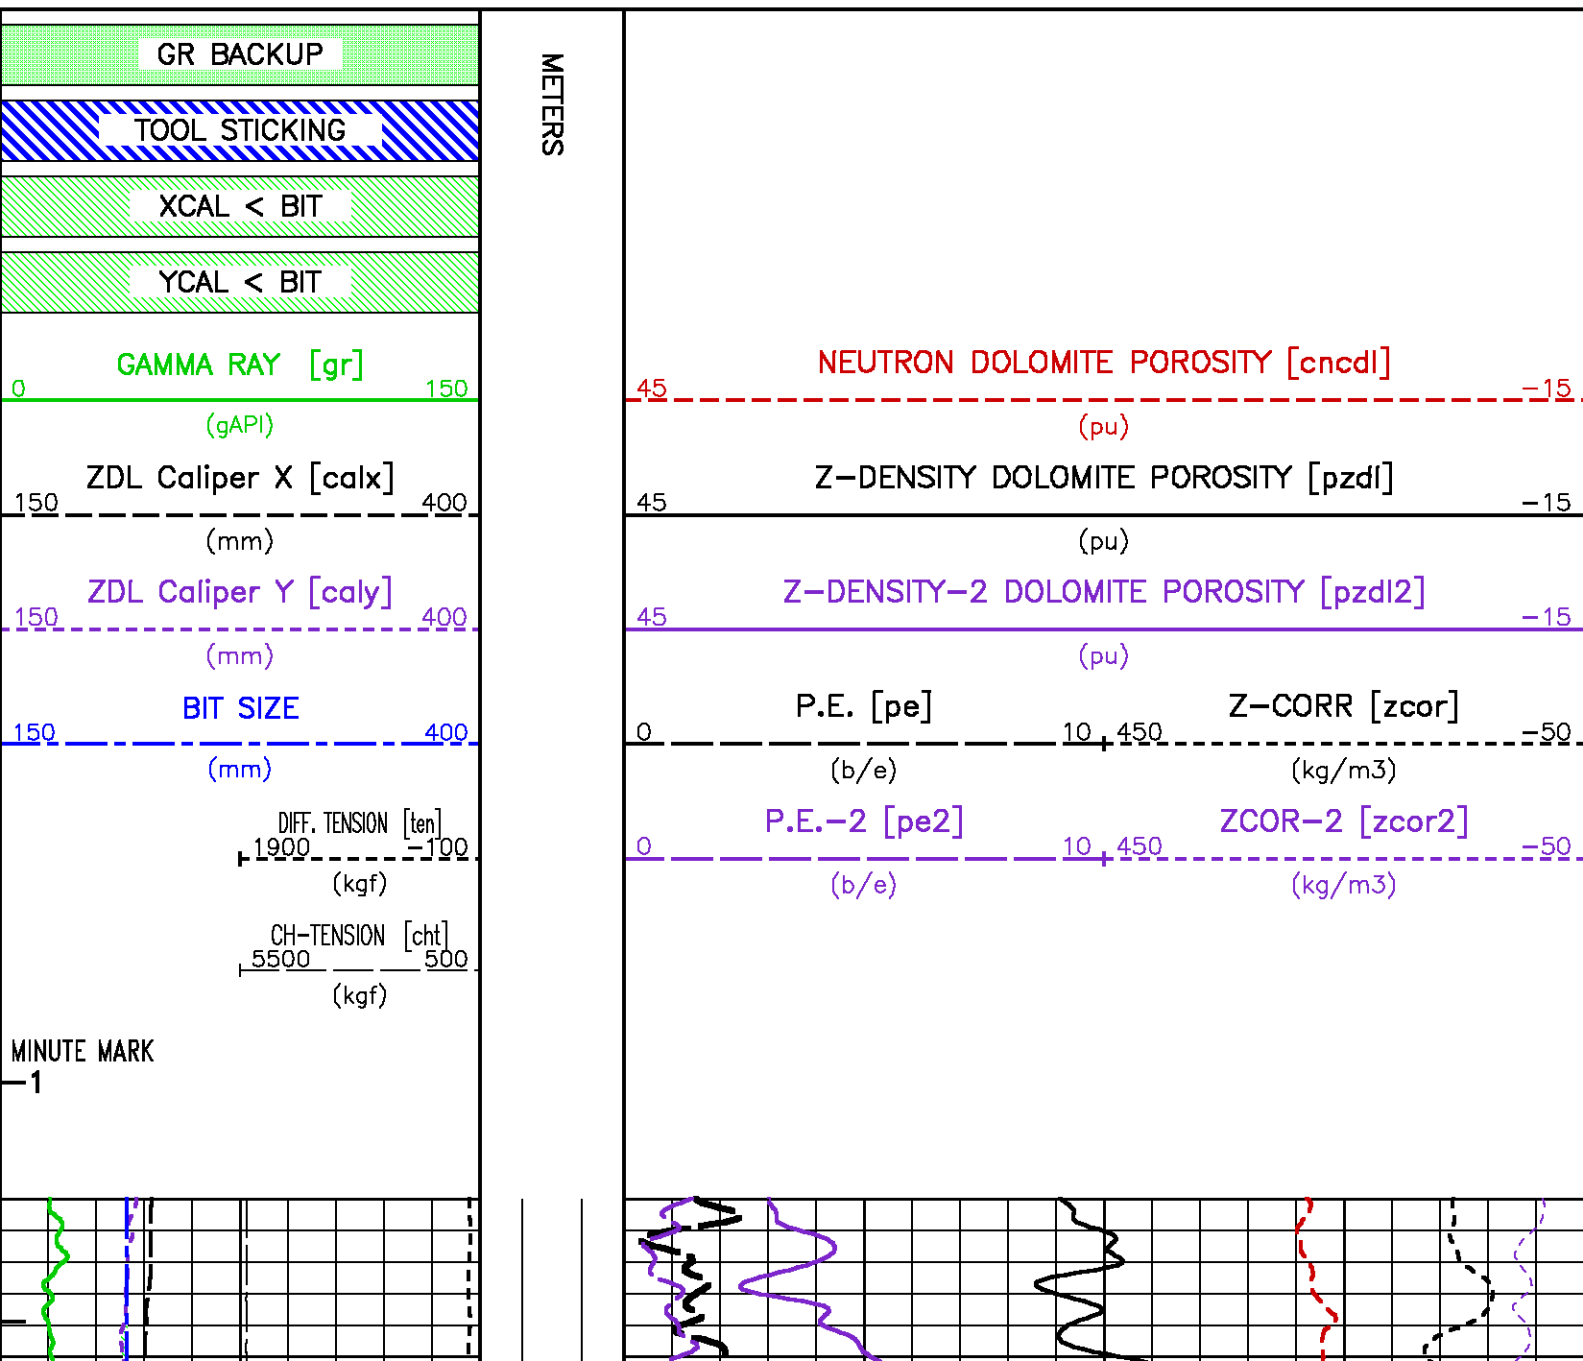 GR BACKUP
TOOL STICKING
XCAL < BIT
YCAL < BIT
GAMMA RAY [gr]
0 150
(gAPI)
ZDL Caliper X [calx]
150 400
(mm)
ZDL Caliper Y [caly]
150 400
(mm)
BIT SIZE
150 400
(mm)
DIFF. TENSION [ten]
1900 -100
(kgf)
CH-TENSION [cht]
5500 500
(kgf)
MINUTE MARK
1
METERS
NEUTRON DOLOMITE POROSITY [cncdl]
45 -15
(pu)
Z-DENSITY DOLOMITE POROSITY [pzdl]
45 -15
(pu)
Z-DENSITY-2 DOLOMITE POROSITY [pzdl2]
45 -15
(pu)
P.E. [pe] Z-CORR [zcor]
0 10 450 -50
(b/e) (kg/m3)
P.E.-2 [pe2] ZCOR-2 [zcor2]
0 10 450 -50
(b/e) (kg/m3)